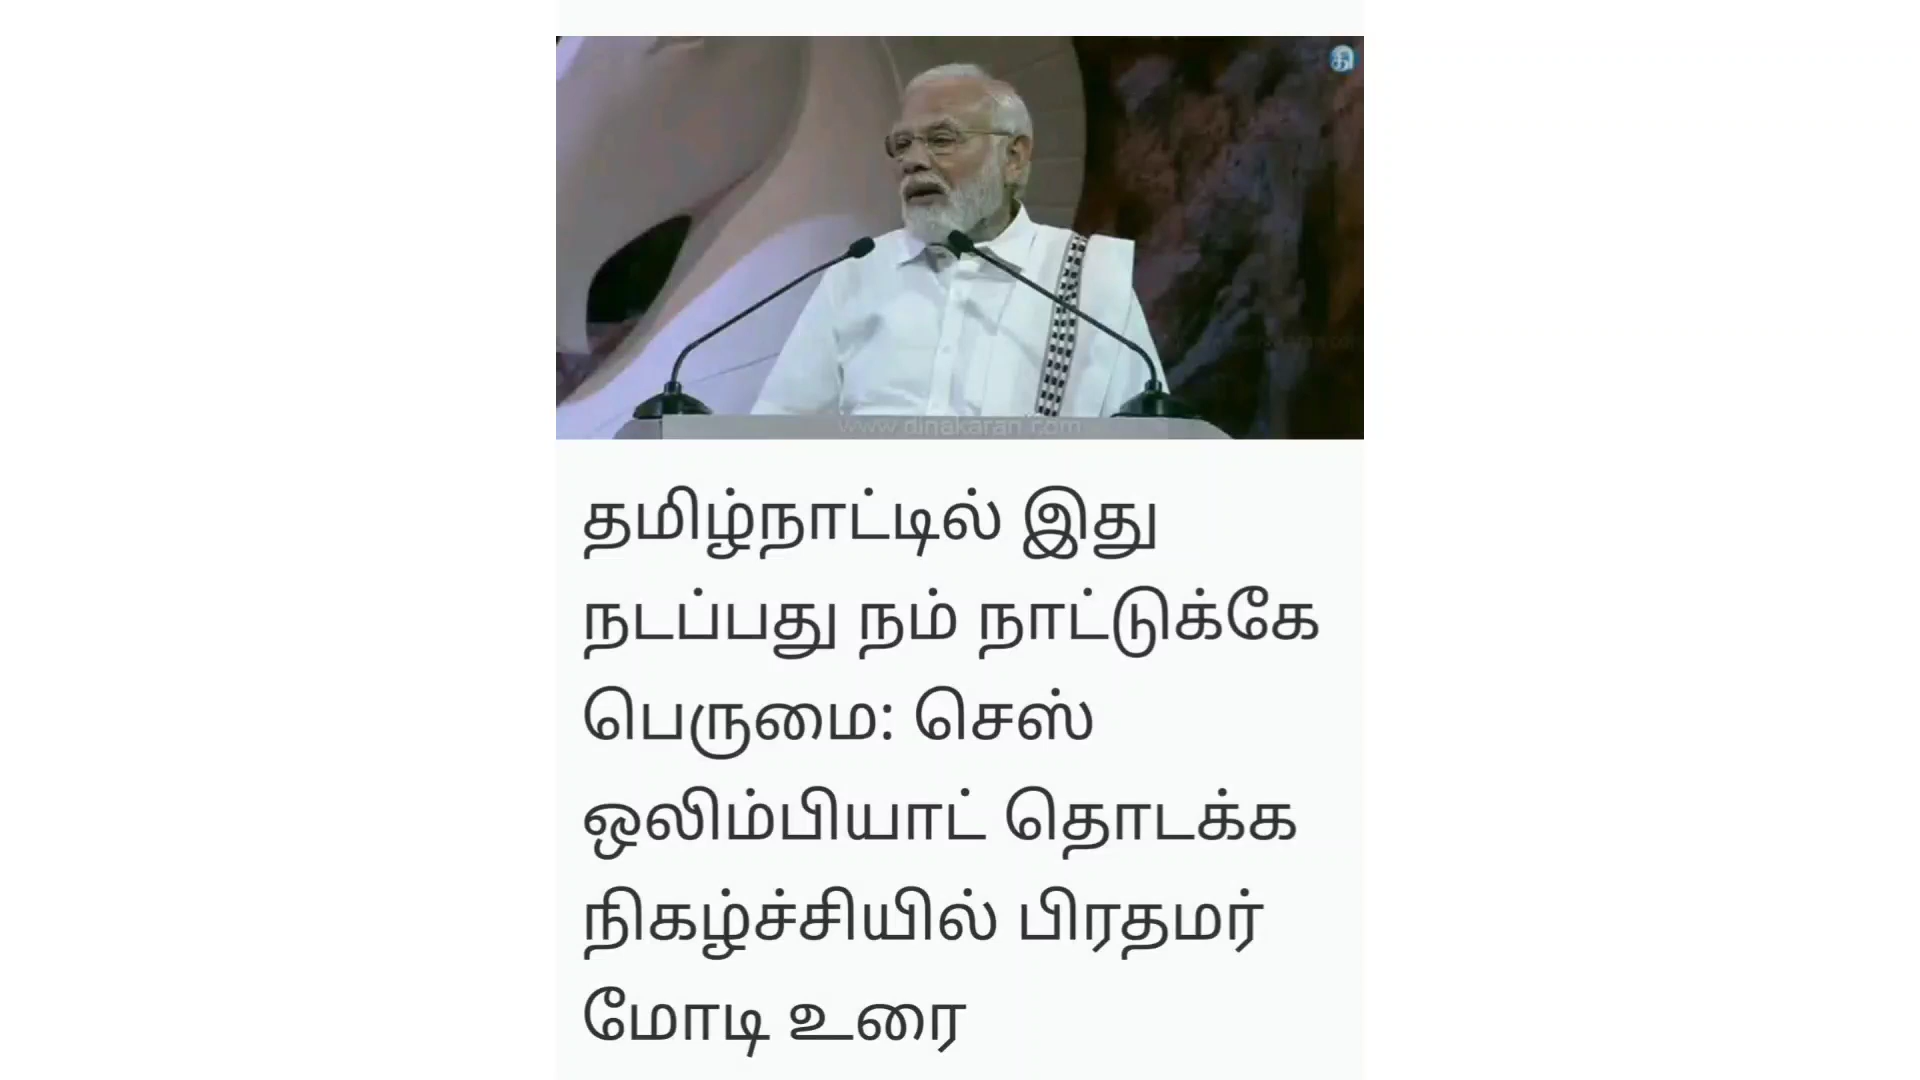 தி
www.dinakaran.com
தமிழ்நாட்டில் இது
நடப்பது நம் நாட்டுக்கே
பெருமை: செஸ்
ஒலிம்பியாட் தொடக்க
நிகழ்ச்சியில் பிரதமர்
மோடி உரை